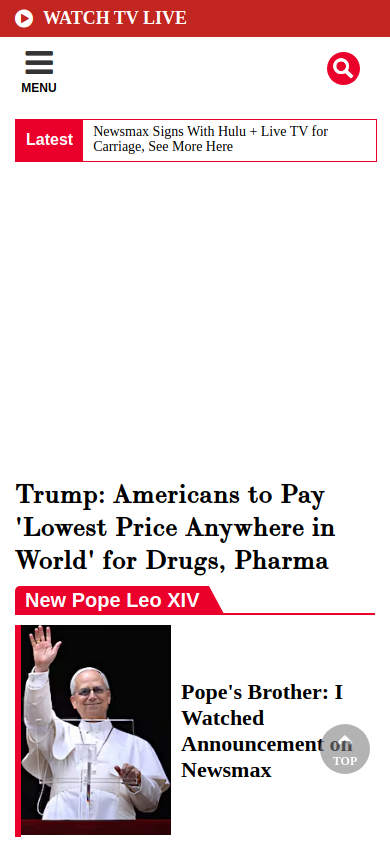 WATCH TV LIVE
MENU
Latest
Newsmax Signs With Hulu + Live TV for
Carriage, See More Here
Trump: Americans to Pay
'Lowest Price Anywhere in
World' for Drugs, Pharma
New Pope Leo XIV
Pope's Brother: I
Watched
Announcement on
Newsmax
TOP